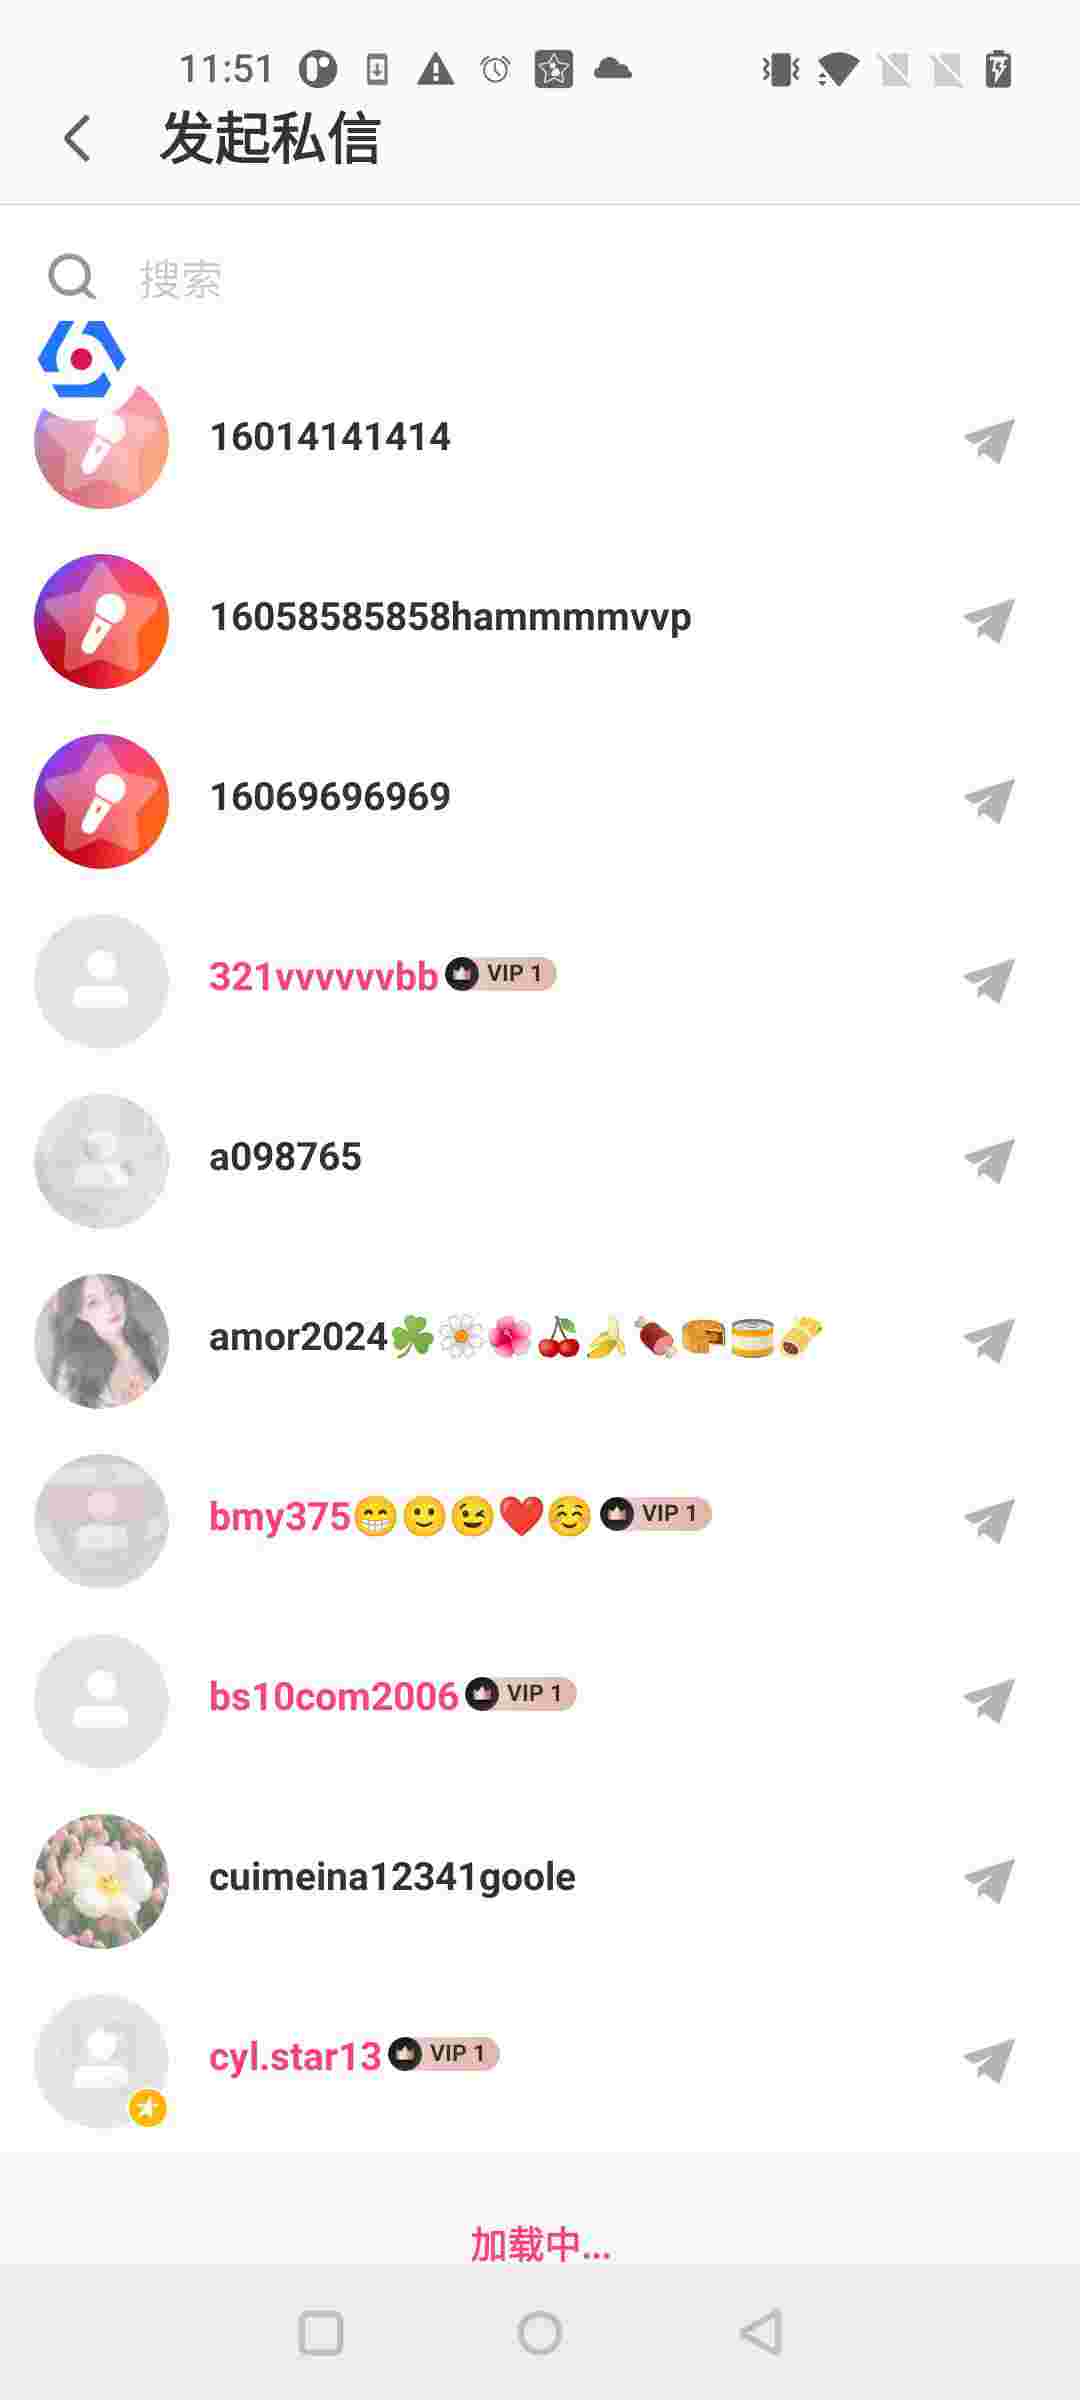 11:51
发起私信
搜索
16014141414
16058585858hammmmvvp
16069696969
321vvvvvvbb VIP 1
a098765
amor2024☘️🌼🌺🍒🍌🍖🥮🥫🫔
bmy375😁🙂😉❤️☺️ VIP 1
bs10com2006 VIP 1
cuimeina12341goole
cyl.star13 VIP 1
加载中...